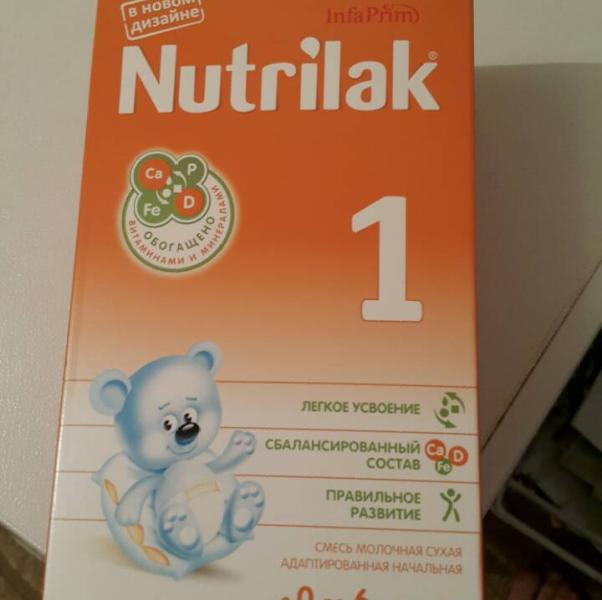 в новом
дизайне
InfaPrim
Nutrilak®
Ca P
Fe D
ОБОГАЩЕНО
ВИТАМИНАМИ И МИНЕРАЛАМИ
1
ЛЕГКОЕ УСВОЕНИЕ
СБАЛАНСИРОВАННЫЙ
СОСТАВ
Ca D
Fe
ПРАВИЛЬНОЕ
РАЗВИТИЕ
СМЕСЬ МОЛОЧНАЯ СУХАЯ
АДАПТИРОВАННАЯ НАЧАЛЬНАЯ